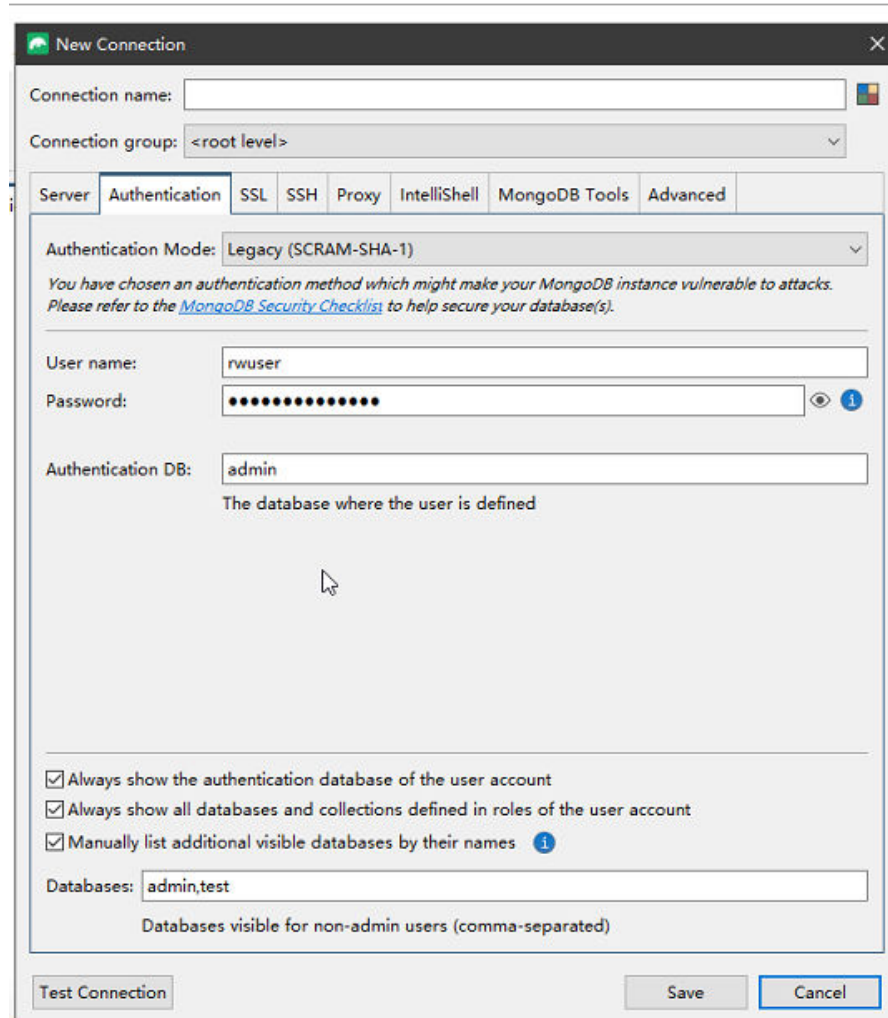 New Connection
Connection name:
Connection group: <root level>
Server Authentication SSL SSH Proxy IntelliShell MongoDB Tools Advanced
Authentication Mode: Legacy (SCRAM-SHA-1)
You have chosen an authentication method which might make your MongoDB instance vulnerable to attacks.
Please refer to the MongoDB Security Checklist to help secure your database(s).
User name: rwuser
Password: ●●●●●●●●●●●●●●
Authentication DB: admin
The database where the user is defined
Always show the authentication database of the user account
Always show all databases and collections defined in roles of the user account
Manually list additional visible databases by their names
Databases: admin,test
Databases visible for non-admin users (comma-separated)
Test Connection Save Cancel